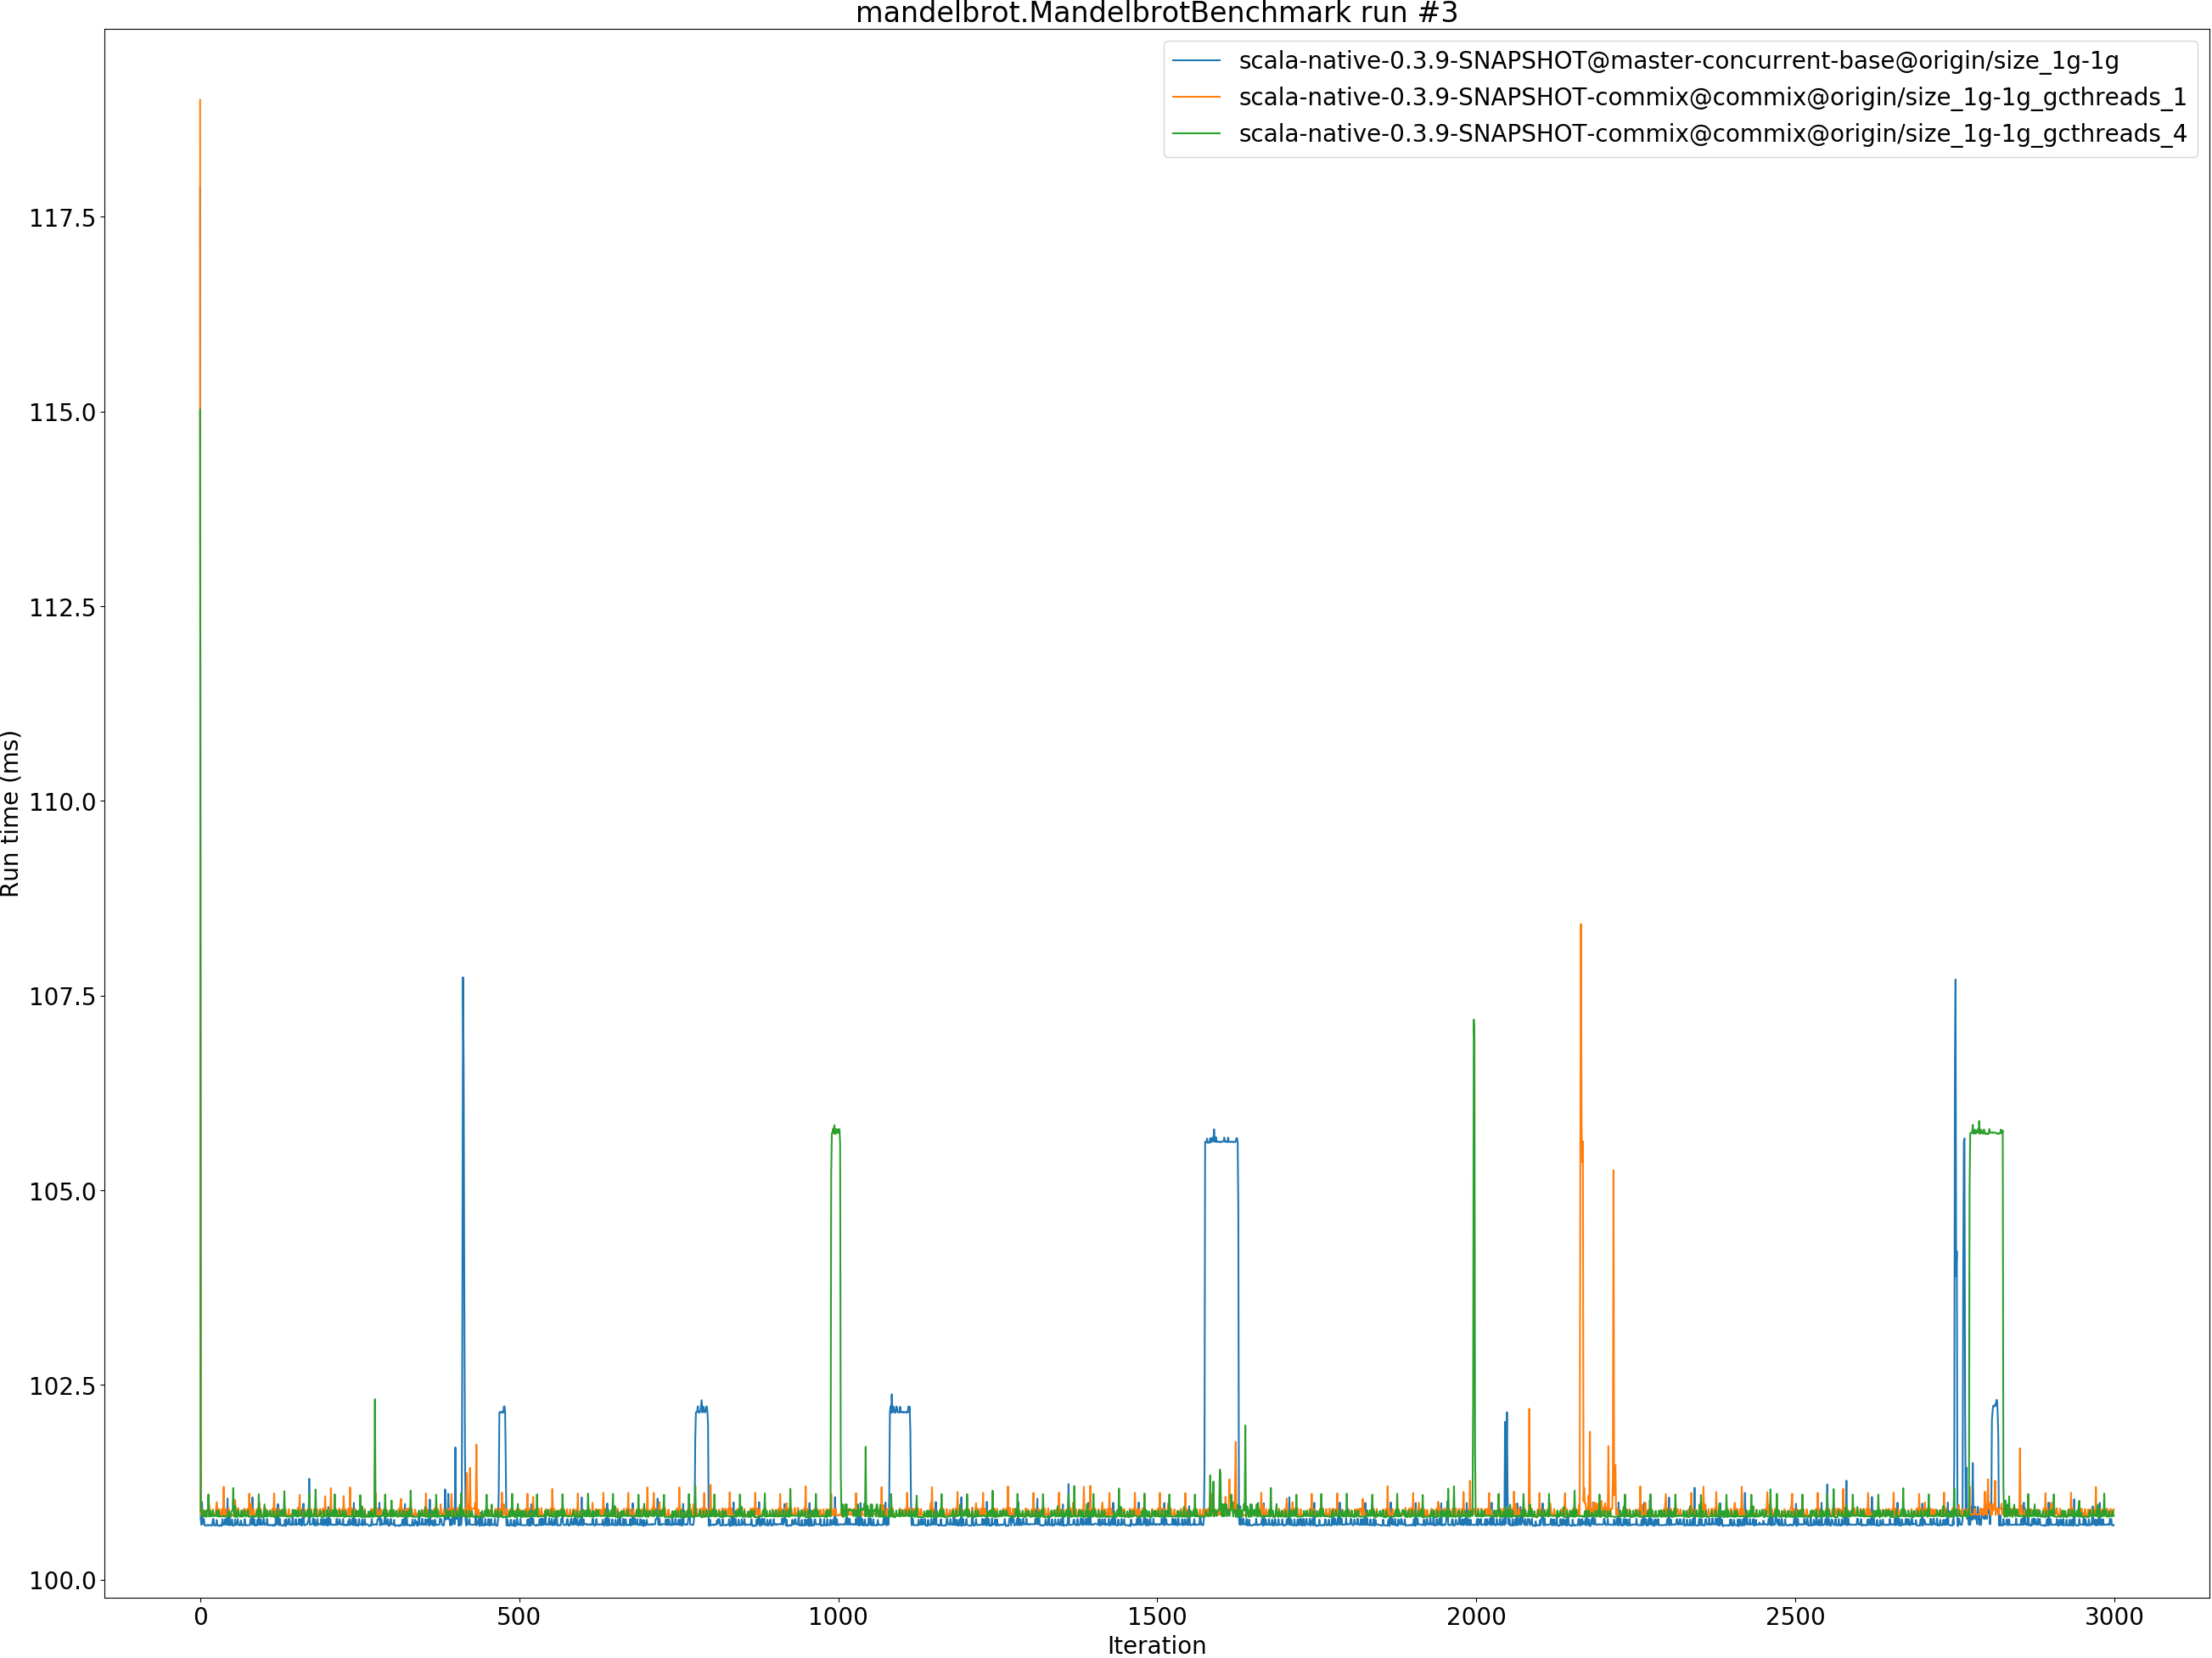 mandelbrot.MandelbrotBenchmark run #3
scala-native-0.3.9-SNAPSHOT@master-concurrent-base@origin/size_1g-1g
scala-native-0.3.9-SNAPSHOT-commix@commix@origin/size_1g-1g_gcthreads_1
scala-native-0.3.9-SNAPSHOT-commix@commix@origin/size_1g-1g_gcthreads_4
117.5
115.0
112.5
110.0
107.5
105.0
102.5
100.0
Run time (ms)
0 500 1000 1500 2000 2500 3000
Iteration